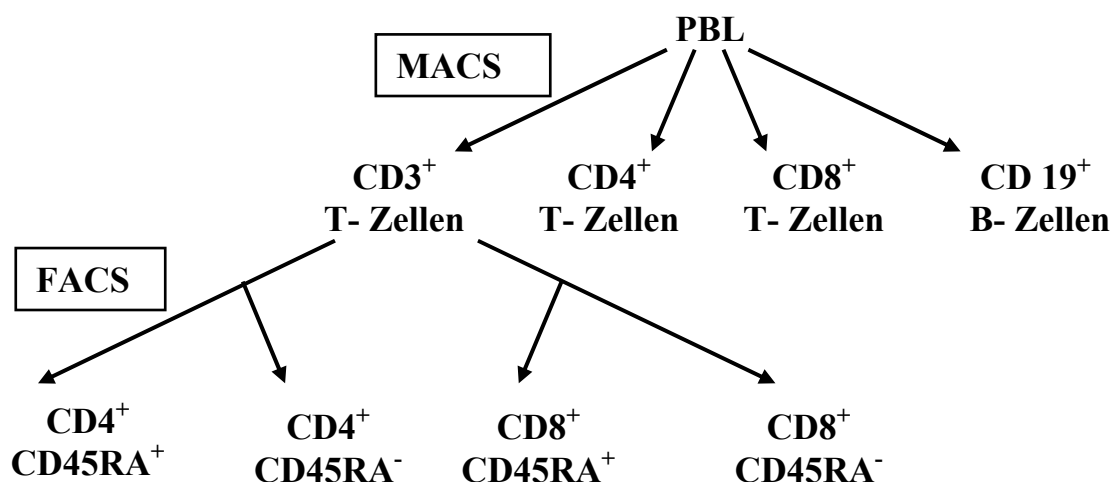 PBL
MACS
CD3⁺ CD4⁺ CD8⁺ CD 19⁺
T- Zellen T- Zellen T- Zellen B- Zellen
FACS
CD4⁺ CD4⁺ CD8⁺ CD8⁺
CD45RA⁺ CD45RA⁻ CD45RA⁺ CD45RA⁻